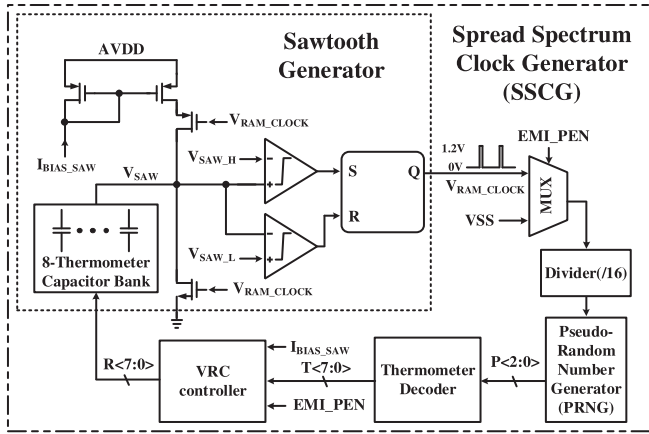 Sawtooth
Generator
Spread Spectrum
Clock Generator
(SSCG)
AVDD
V_RAM_CLOCK
I_BIAS_SAW
V_SAW
V_SAW_H
V_SAW_L
S
R
Q
1.2V
0V
V_RAM_CLOCK
EMI_PEN
MUX
VSS
8-Thermometer
Capacitor Bank
V_RAM_CLOCK
Divider(/16)
R<7:0>
VRC
controller
I_BIAS_SAW
T<7:0>
EMI_PEN
Thermometer
Decoder
P<2:0>
Pseudo-
Random
Number
Generator
(PRNG)